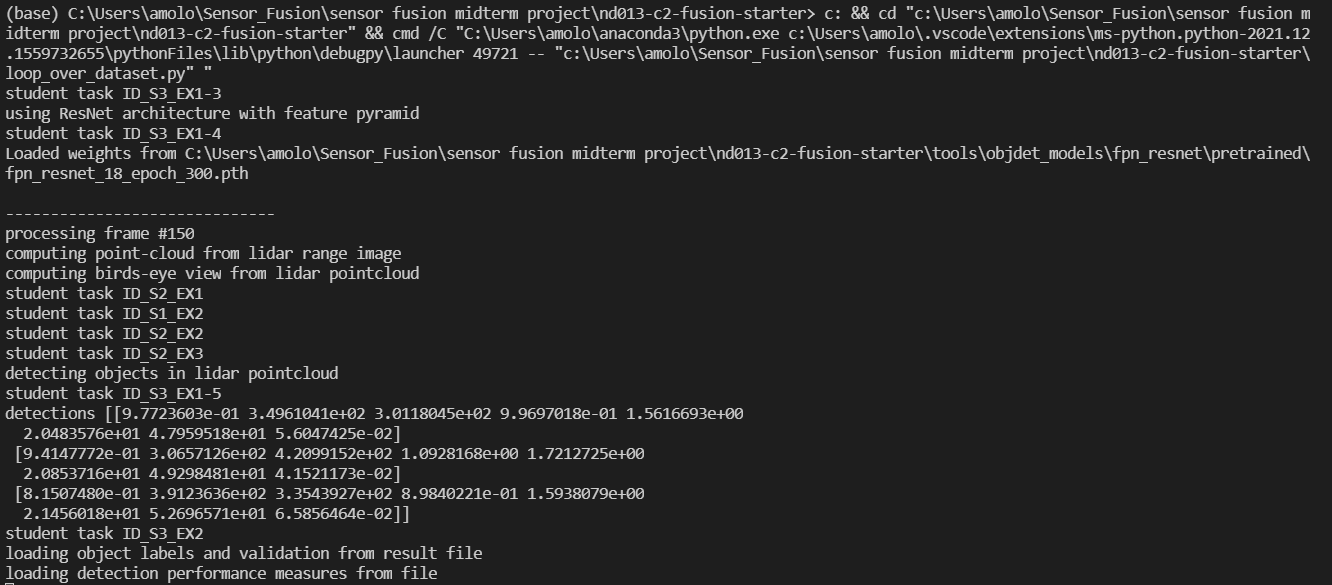 (base) C:\Users\amolo\Sensor_Fusion\sensor fusion midterm project\nd013-c2-fusion-starter> c: && cd "c:\Users\amolo\Sensor_Fusion\sensor fusion m
idterm project\nd013-c2-fusion-starter" && cmd /C "C:\Users\amolo\anaconda3\python.exe c:\Users\amolo\.vscode\extensions\ms-python.python-2021.12
.1559732655\pythonFiles\lib\python\debugpy\launcher 49721 -- "c:\Users\amolo\Sensor_Fusion\sensor fusion midterm project\nd013-c2-fusion-starter\
loop_over_dataset.py" "
student task ID_S3_EX1-3
using ResNet architecture with feature pyramid
student task ID_S3_EX1-4
Loaded weights from C:\Users\amolo\Sensor_Fusion\sensor fusion midterm project\nd013-c2-fusion-starter\tools\objdet_models\fpn_resnet\pretrained\
fpn_resnet_18_epoch_300.pth
------------------------------
processing frame #150
computing point-cloud from lidar range image
computing birds-eye view from lidar pointcloud
student task ID_S2_EX1
student task ID_S1_EX2
student task ID_S2_EX2
student task ID_S2_EX3
detecting objects in lidar pointcloud
student task ID_S3_EX1-5
detections [[9.7723603e-01 3.4961041e+02 3.0118045e+02 9.9697018e-01 1.5616693e+00
  2.0483576e+01 4.7959518e+01 5.6047425e-02]
 [9.4147772e-01 3.0657126e+02 4.2099152e+02 1.0928168e+00 1.7212725e+00
  2.0853716e+01 4.9298481e+01 4.1521173e-02]
 [8.1507480e-01 3.9123636e+02 3.3543927e+02 8.9840221e-01 1.5938079e+00
  2.1456018e+01 5.2696571e+01 6.5856464e-02]]
student task ID_S3_EX2
loading object labels and validation from result file
loading detection performance measures from file